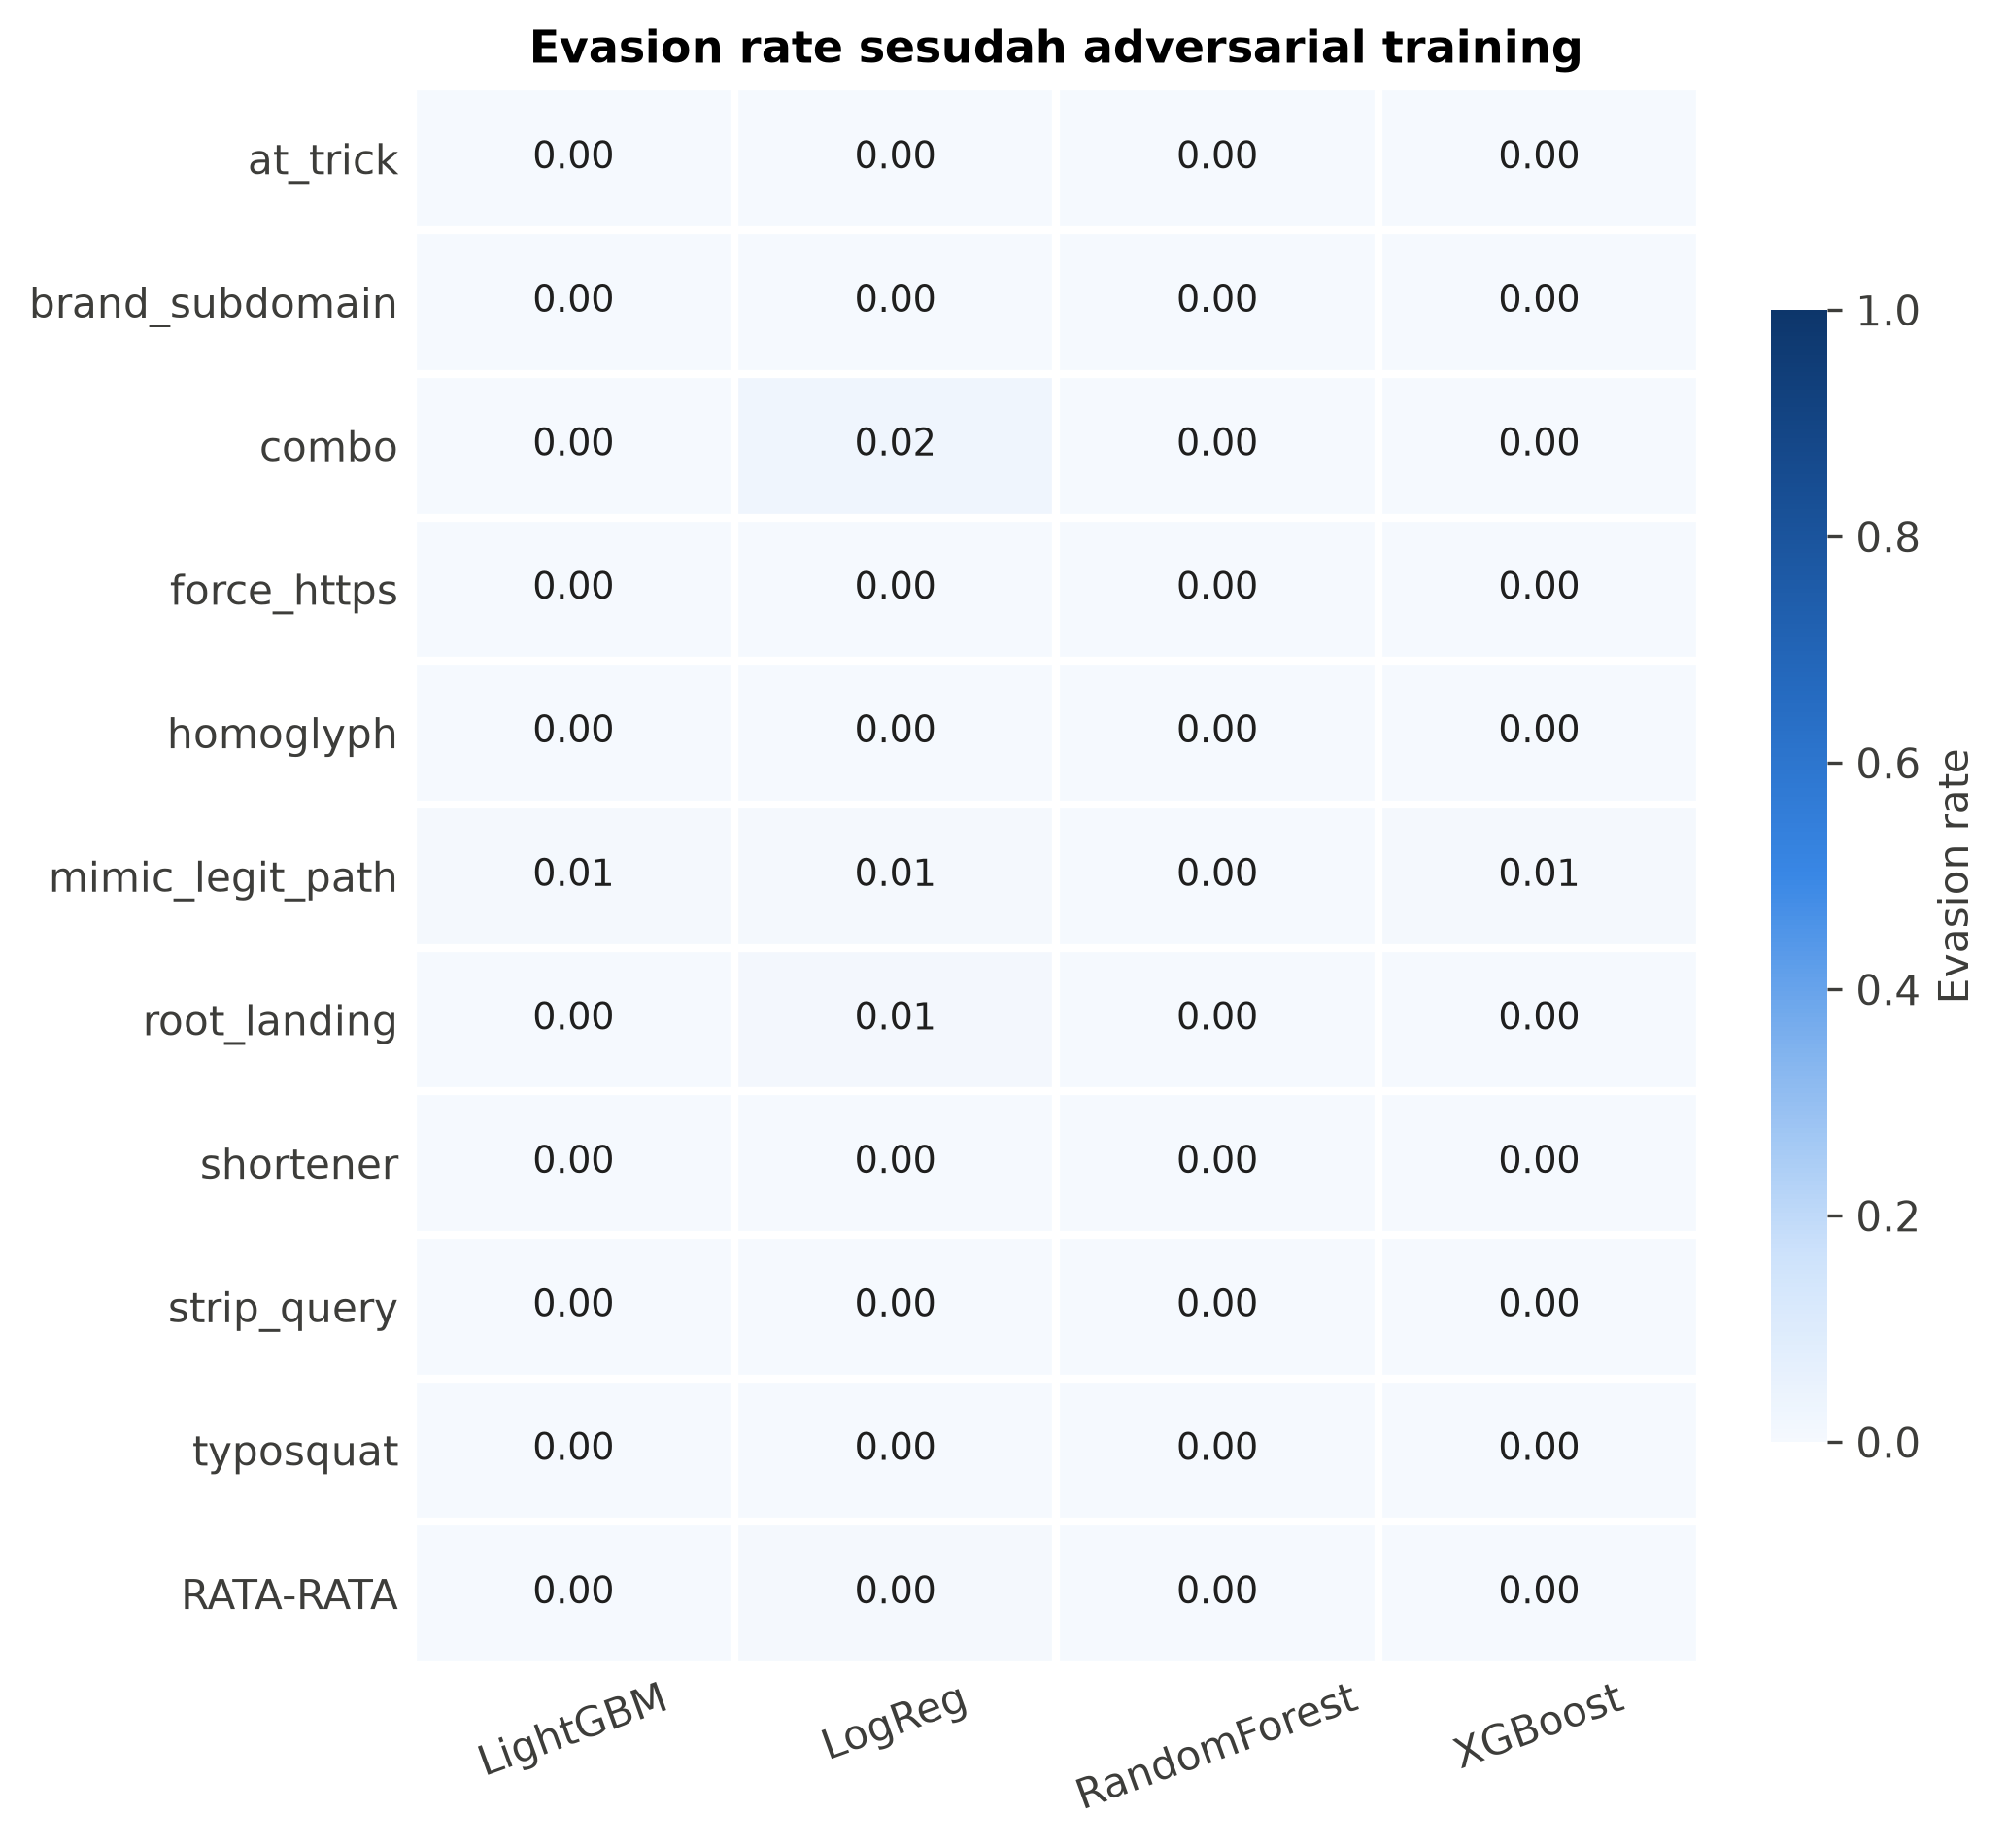 Evasion rate sesudah adversarial training
at_trick 0.00 0.00 0.00 0.00
brand_subdomain 0.00 0.00 0.00 0.00
combo 0.00 0.02 0.00 0.00
force_https 0.00 0.00 0.00 0.00
homoglyph 0.00 0.00 0.00 0.00
mimic_legit_path 0.01 0.01 0.00 0.01
root_landing 0.00 0.01 0.00 0.00
shortener 0.00 0.00 0.00 0.00
strip_query 0.00 0.00 0.00 0.00
typosquat 0.00 0.00 0.00 0.00
RATA-RATA 0.00 0.00 0.00 0.00
LightGBM LogReg RandomForest XGBoost
1.0
0.8
0.6
0.4
0.2
0.0
Evasion rate